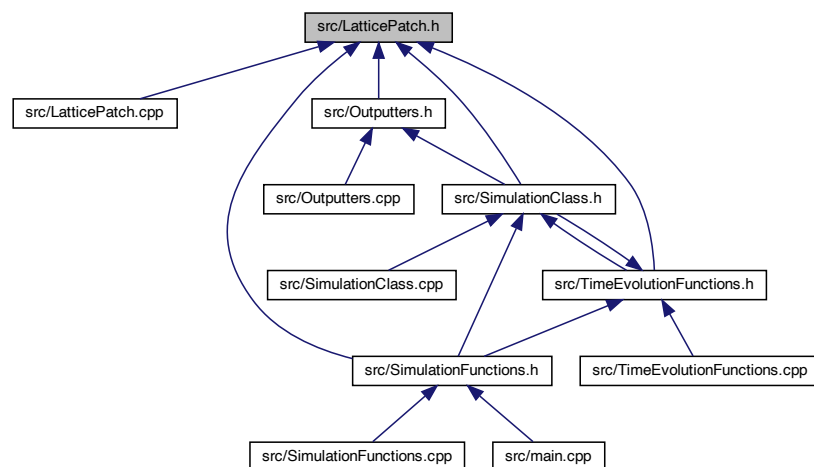 src/LatticePatch.h
src/LatticePatch.cpp
src/Outputters.h
src/Outputters.cpp
src/SimulationClass.h
src/SimulationClass.cpp
src/TimeEvolutionFunctions.h
src/SimulationFunctions.h
src/TimeEvolutionFunctions.cpp
src/SimulationFunctions.cpp
src/main.cpp